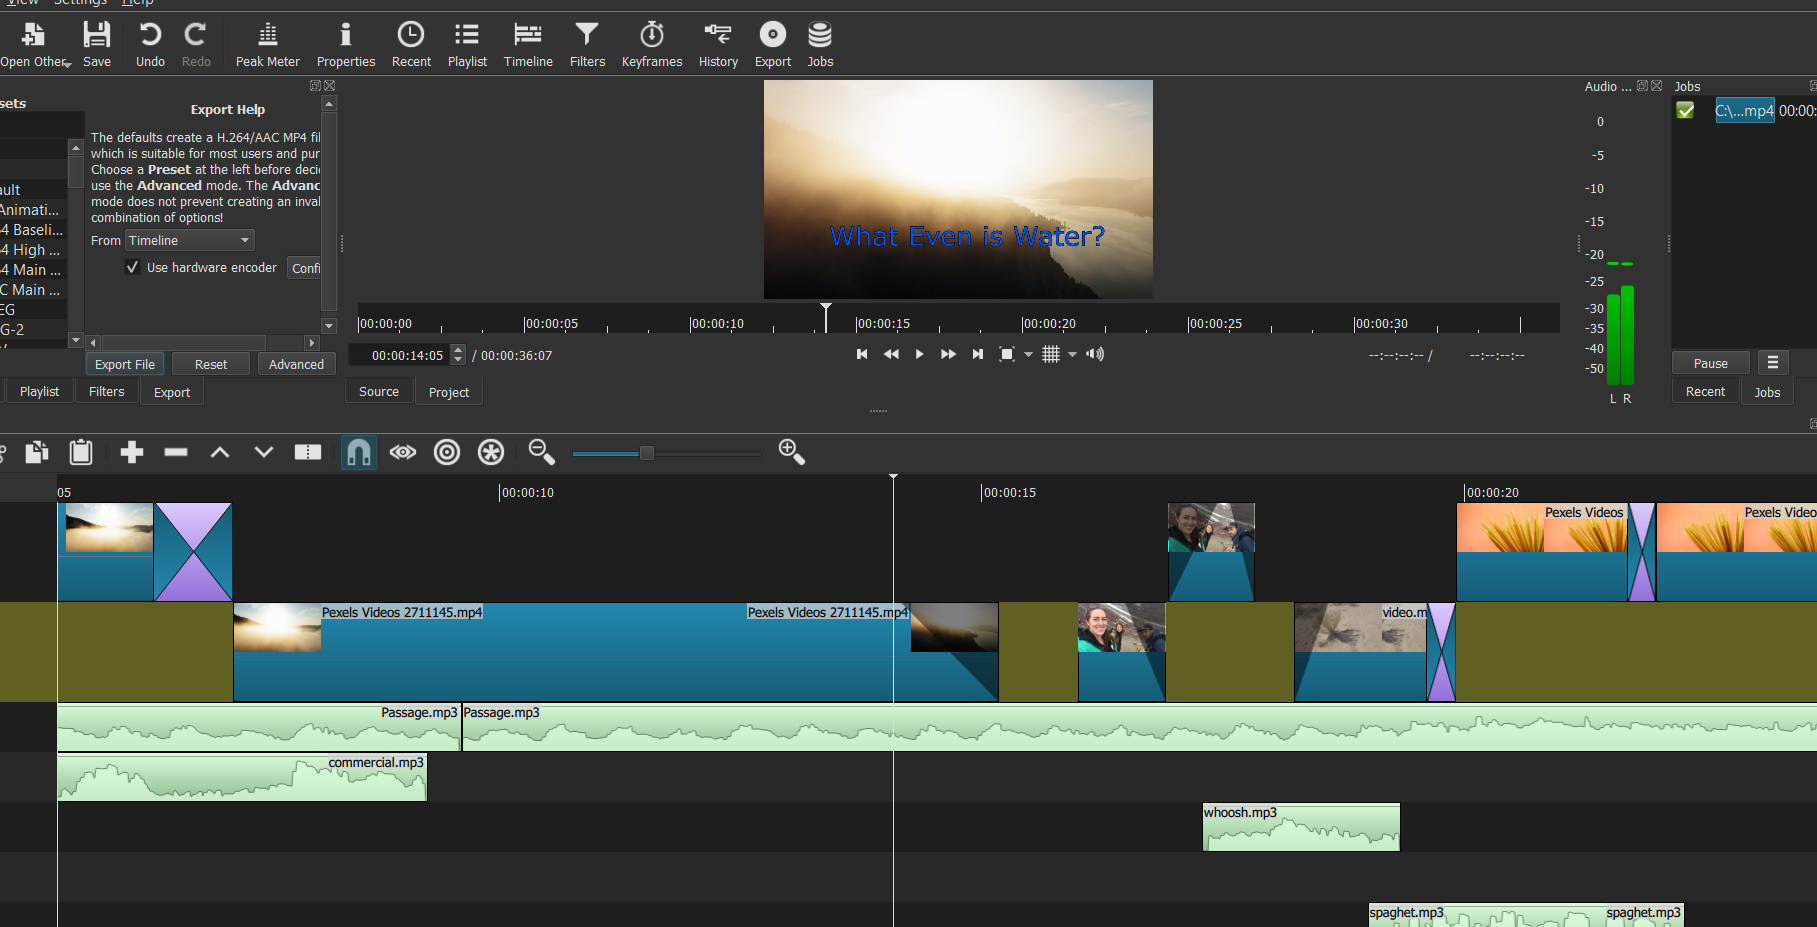 View Settings Help
Open Other Save Undo Redo Peak Meter Properties Recent Playlist Timeline Filters Keyframes History Export Jobs
sets
Export Help
The defaults create a H.264/AAC MP4 fil
which is suitable for most users and pur
Choose a Preset at the left before deci
use the Advanced mode. The Advanc
mode does not prevent creating an inval
combination of options!
From Timeline
Use hardware encoder Confi
ault
Animati...
64 Baseli...
64 High ...
64 Main ...
C Main ...
EG
G-2
Export File Reset Advanced
Playlist Filters Export
What Even is Water?
00:00:00 00:00:05 00:00:10 00:00:15 00:00:20 00:00:25 00:00:30
00:00:14:05 / 00:00:36:07
--:--:--:-- / --:--:--:--
Source Project
Audio ...
0
-5
-10
-15
-20
-25
-30
-35
-40
-50
L R
Jobs
C:\...mp4 00:00:
Pause
Recent Jobs
05 00:00:10 00:00:15 00:00:20
Pexels Videos Pexels Video
Pexels Videos 2711145.mp4 Pexels Videos 2711145.mp4 video.m
Passage.mp3 Passage.mp3
commercial.mp3
whoosh.mp3
spaghet.mp3 spaghet.mp3